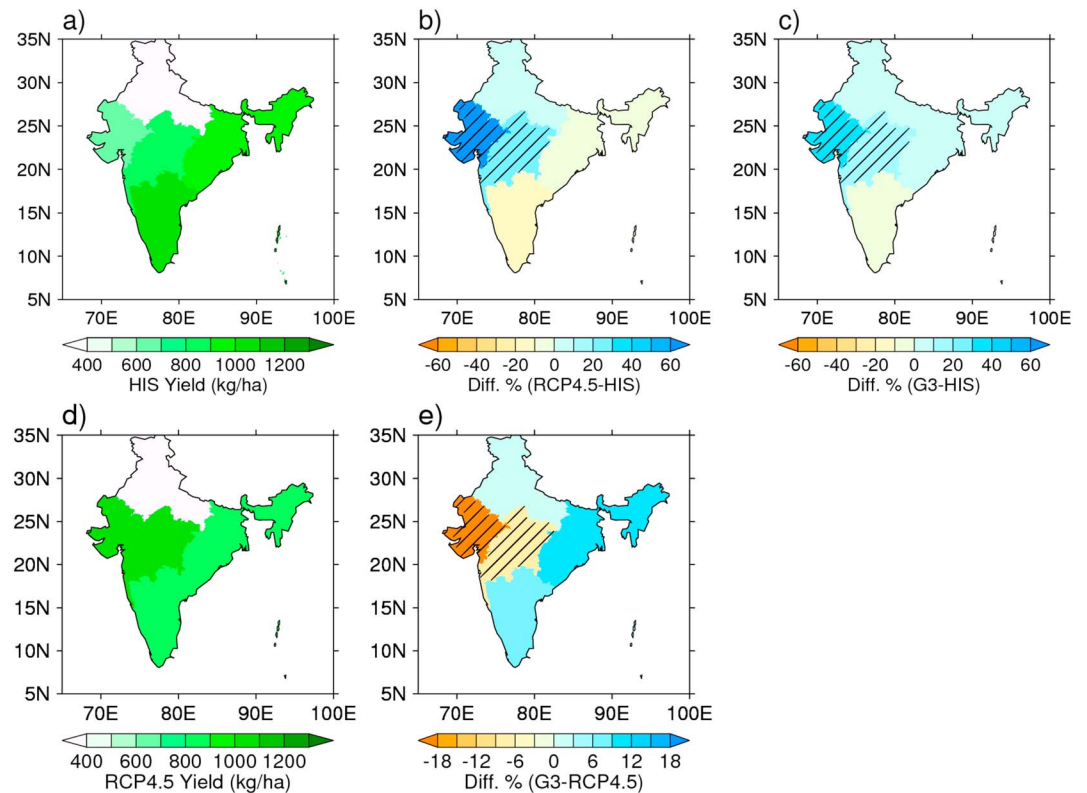 a)
b)
c)
35N
30N
25N
20N
15N
10N
5N
70E 80E 90E 100E
400 600 800 1000 1200
HIS Yield (kg/ha)
35N
30N
25N
20N
15N
10N
5N
70E 80E 90E 100E
-60 -40 -20 0 20 40 60
Diff. % (RCP4.5-HIS)
35N
30N
25N
20N
15N
10N
5N
70E 80E 90E 100E
-60 -40 -20 0 20 40 60
Diff. % (G3-HIS)
d)
e)
35N
30N
25N
20N
15N
10N
5N
70E 80E 90E 100E
400 600 800 1000 1200
RCP4.5 Yield (kg/ha)
35N
30N
25N
20N
15N
10N
5N
70E 80E 90E 100E
-18 -12 -6 0 6 12 18
Diff. % (G3-RCP4.5)